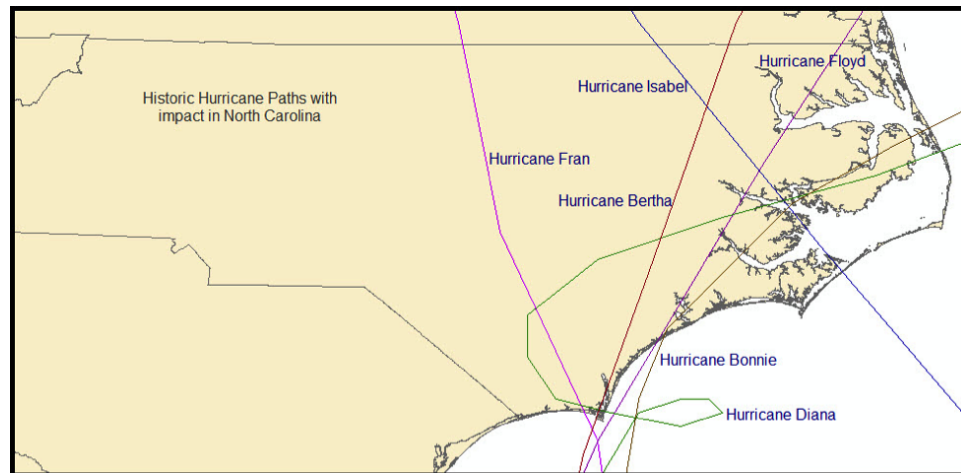 Hurricane Floyd
Hurricane Isabel
Historic Hurricane Paths with
impact in North Carolina
Hurricane Fran
Hurricane Bertha
Hurricane Bonnie
Hurricane Diana